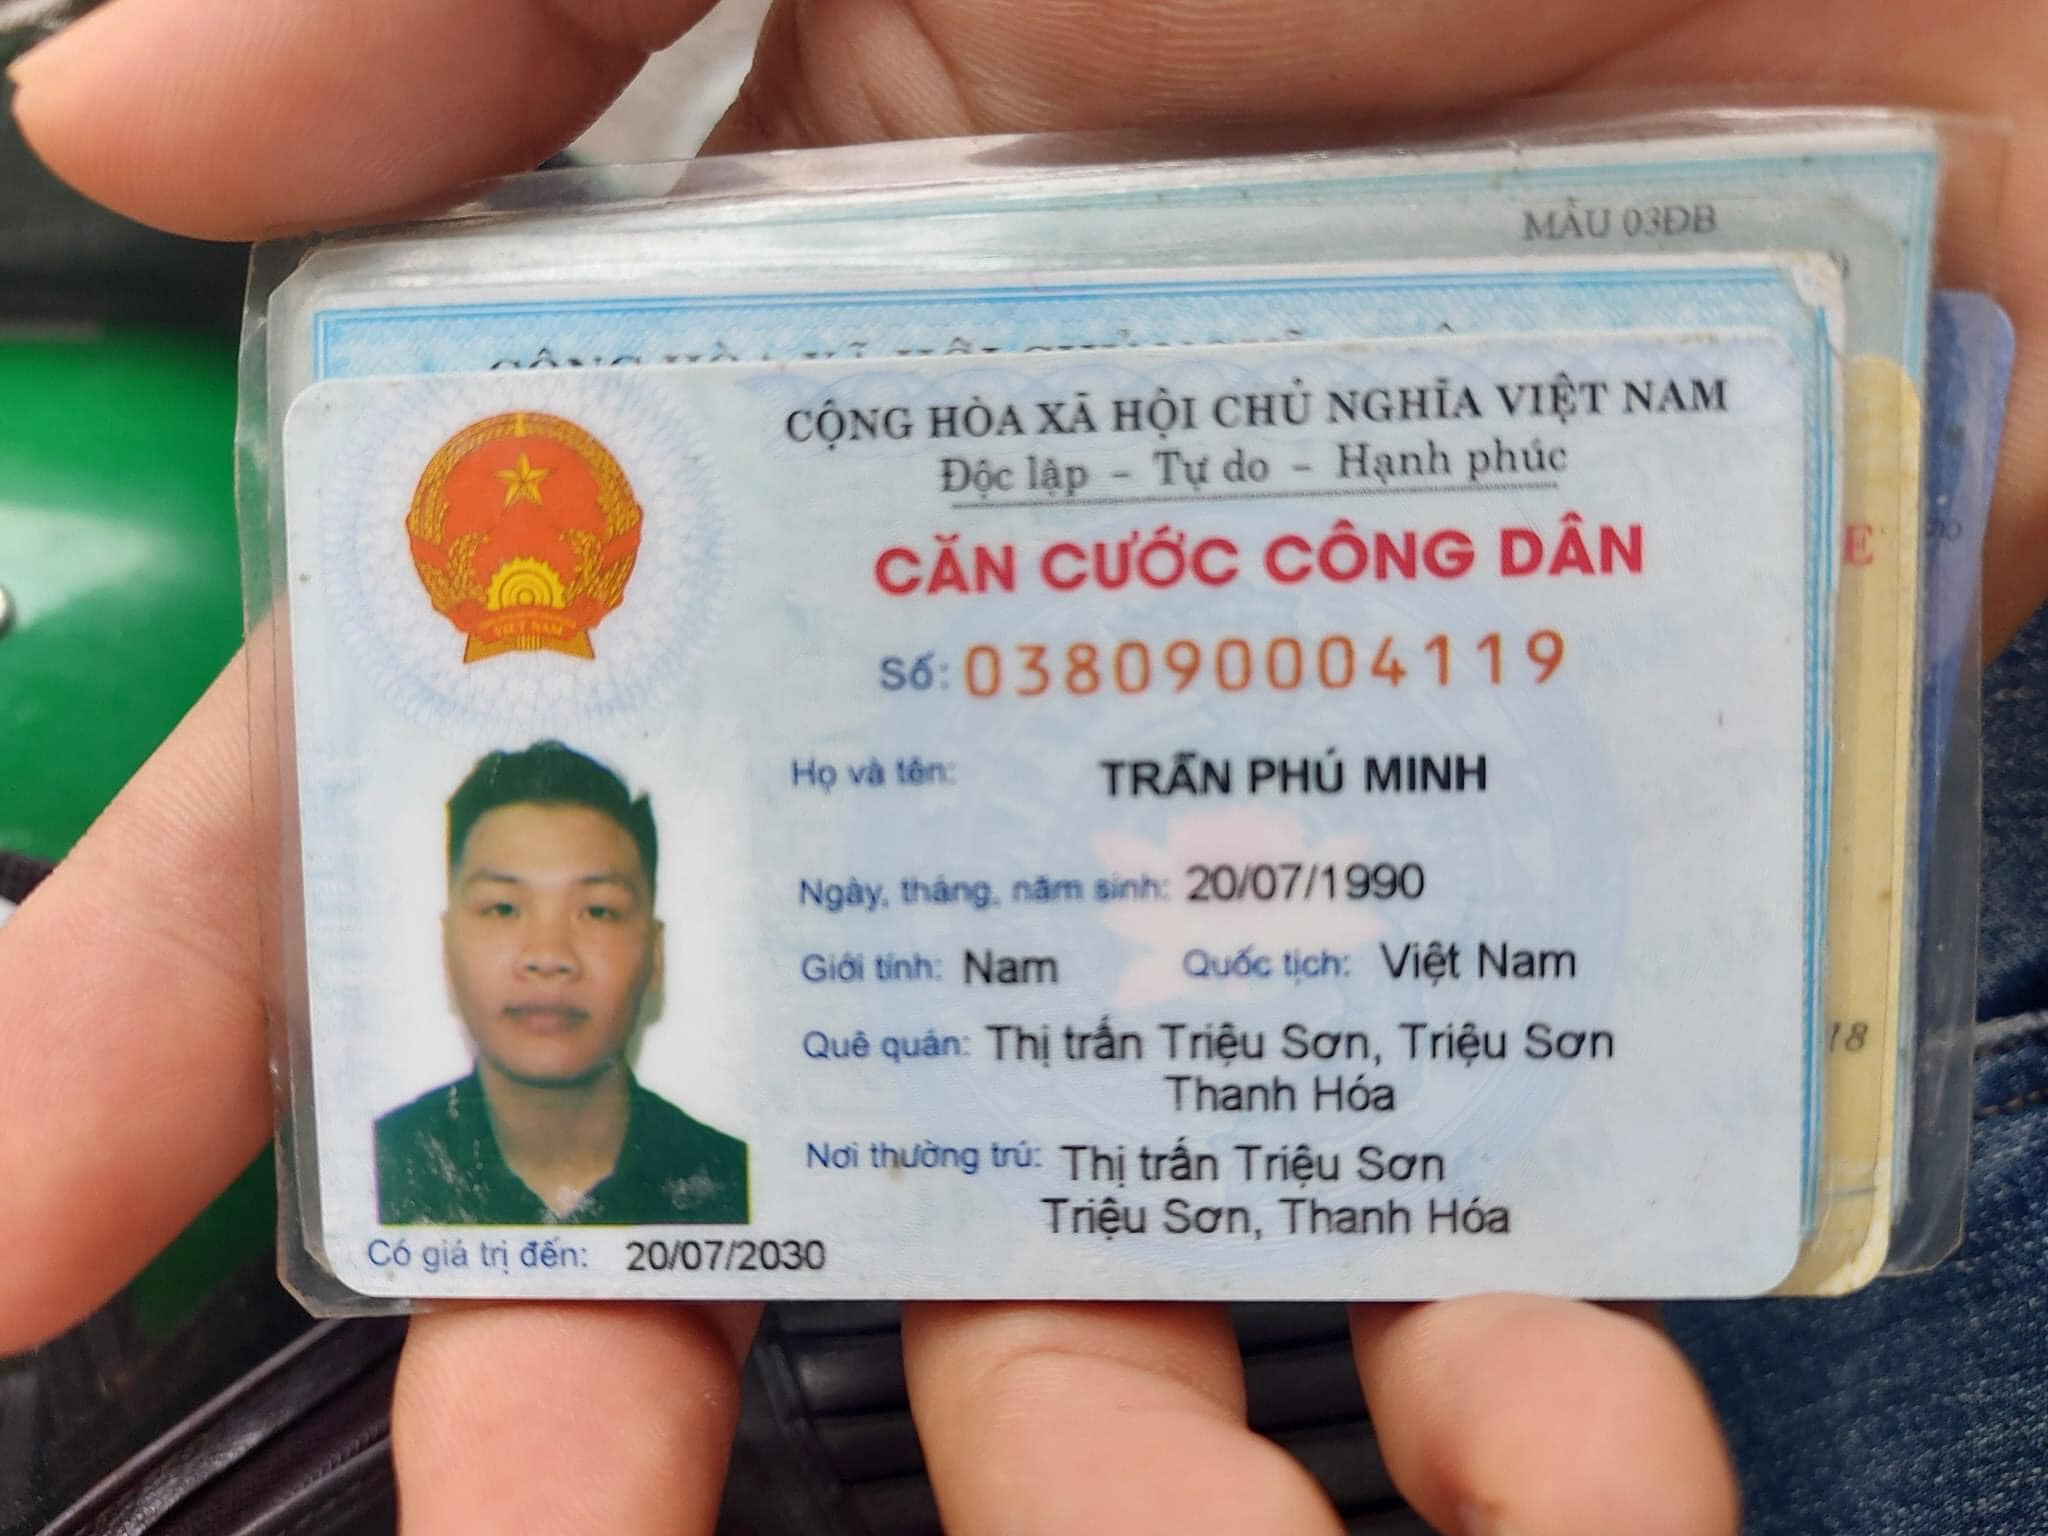 MẪU 03ĐB
CỘNG HÒA XÃ HỘI CHỦ NGHĨA VIỆT NAM
Độc lập - Tự do - Hạnh phúc
CĂN CƯỚC CÔNG DÂN
Số: 038090004119
VIỆT NAM
Họ và tên: TRẦN PHÚ MINH
Ngày, tháng, năm sinh: 20/07/1990
Giới tính: Nam Quốc tịch: Việt Nam
Quê quán: Thị trấn Triệu Sơn, Triệu Sơn
Thanh Hóa
Nơi thường trú: Thị trấn Triệu Sơn
Triệu Sơn, Thanh Hóa
Có giá trị đến: 20/07/2030
E
18